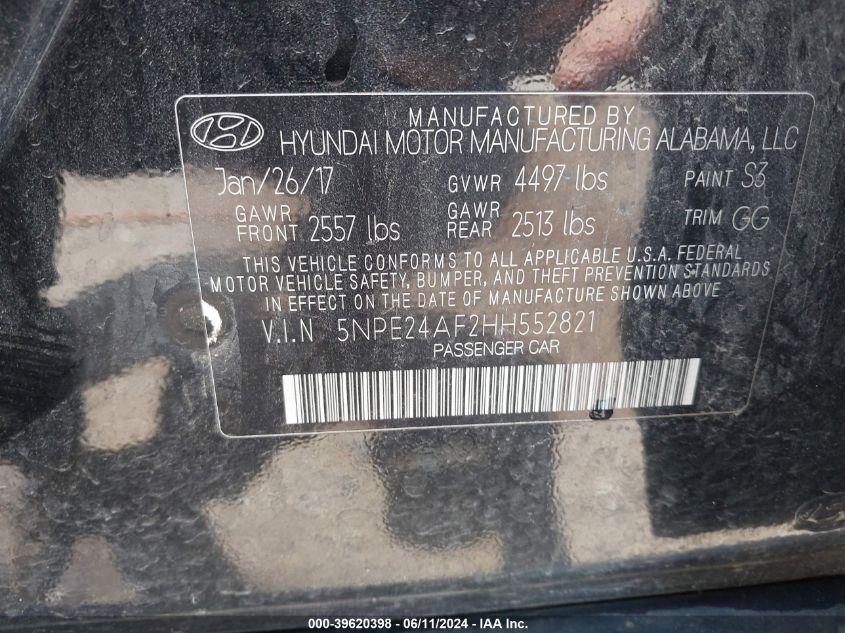 MANUFACTURED BY
HYUNDAI MOTOR MANUFACTURING ALABAMA, LLC
Jan/26/17 GVWR 4497 lbs PAINT S3
GAWR FRONT 2557 lbs GAWR REAR 2513 lbs TRIM GG
THIS VEHICLE CONFORMS TO ALL APPLICABLE U.S.A. FEDERAL
MOTOR VEHICLE SAFETY, BUMPER, AND THEFT PREVENTION STANDARDS
IN EFFECT ON THE DATE OF MANUFACTURE SHOWN ABOVE
V.I.N 5NPE24AF2HH552821
PASSENGER CAR
000-39620398 - 06/11/2024 - IAA Inc.